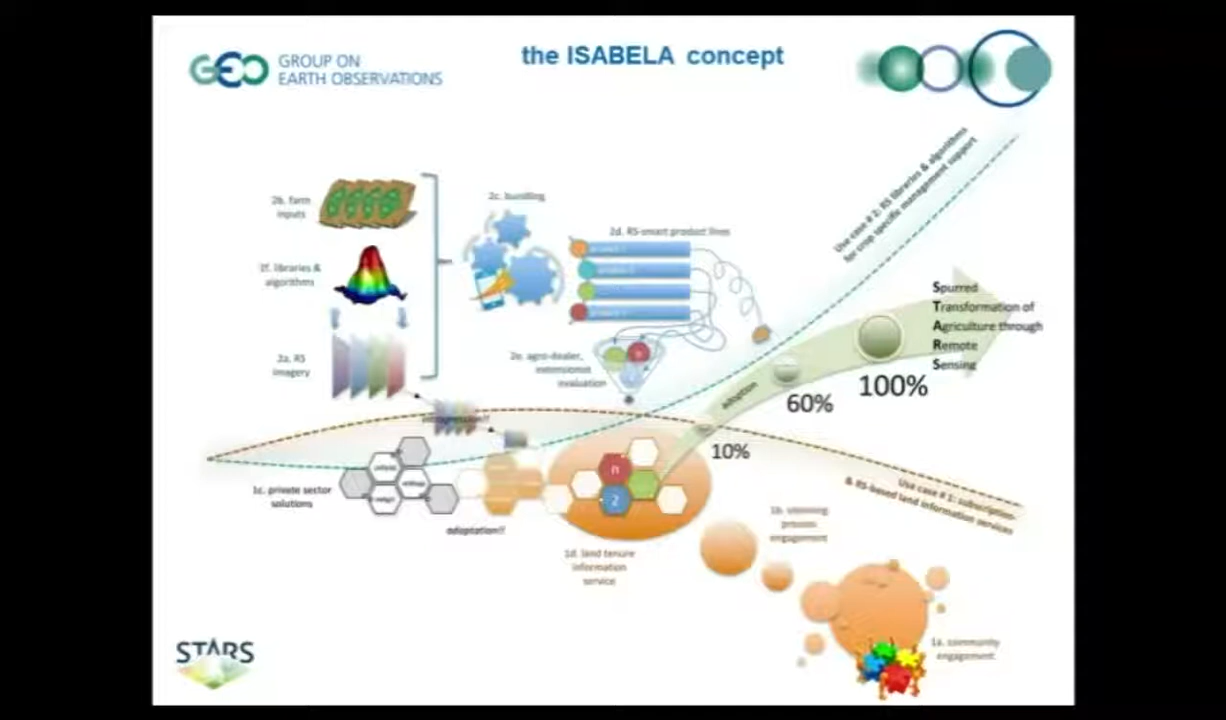 GEO
GROUP ON
EARTH OBSERVATIONS
the ISABELA concept
Use case # 2: RS libraries & algorithms
for crop specific management support
2b. farm
inputs
2c. bundling
2d. RS-smart product lines
libraries &
algorithms
2a. RS
imagery
2e. agro-dealer,
extensionist
evaluation
Spurred
Transformation of
Agriculture through
Remote
Sensing
adoption
100%
60%
10%
1c. private sector
solutions
adaptation!!
n
2
1d. land tenure
information
service
Use case # 1: subscription
& RS-based land information services
1b. visioning
process
engagement
1a. community
engagement
STARS